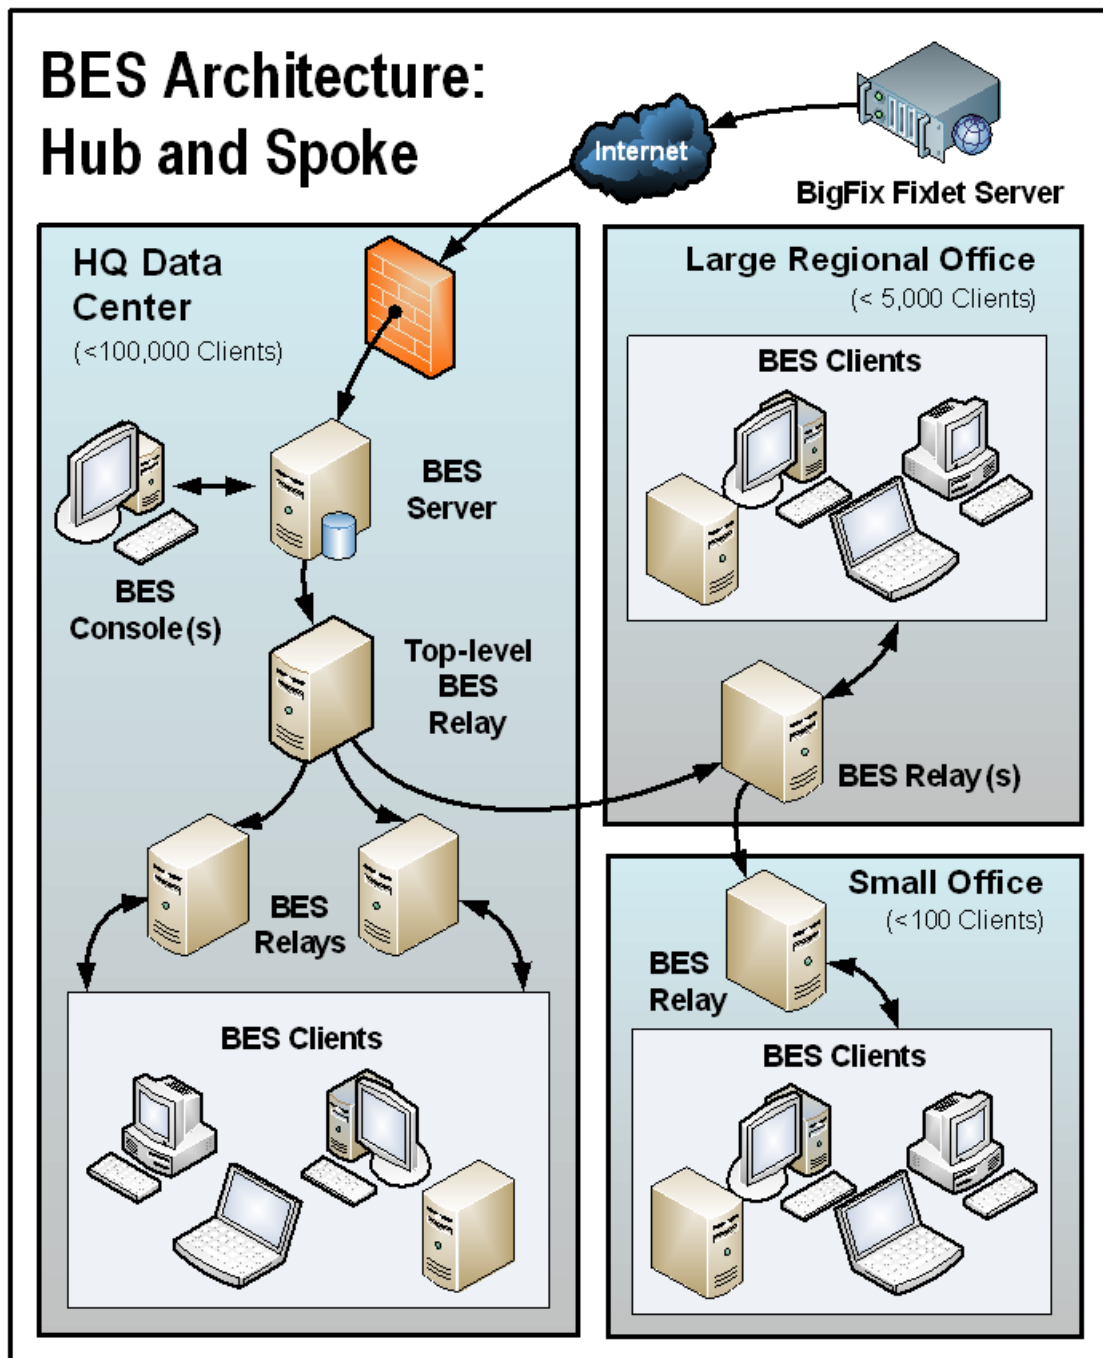 BES Architecture:
Hub and Spoke
Internet
BigFix Fixlet Server
HQ Data
Center
(<100,000 Clients)
BES
Server
BES
Console(s)
Top-level
BES
Relay
BES
Relays
BES Clients
Large Regional Office
(< 5,000 Clients)
BES Clients
BES Relay(s)
Small Office
(<100 Clients)
BES
Relay
BES Clients